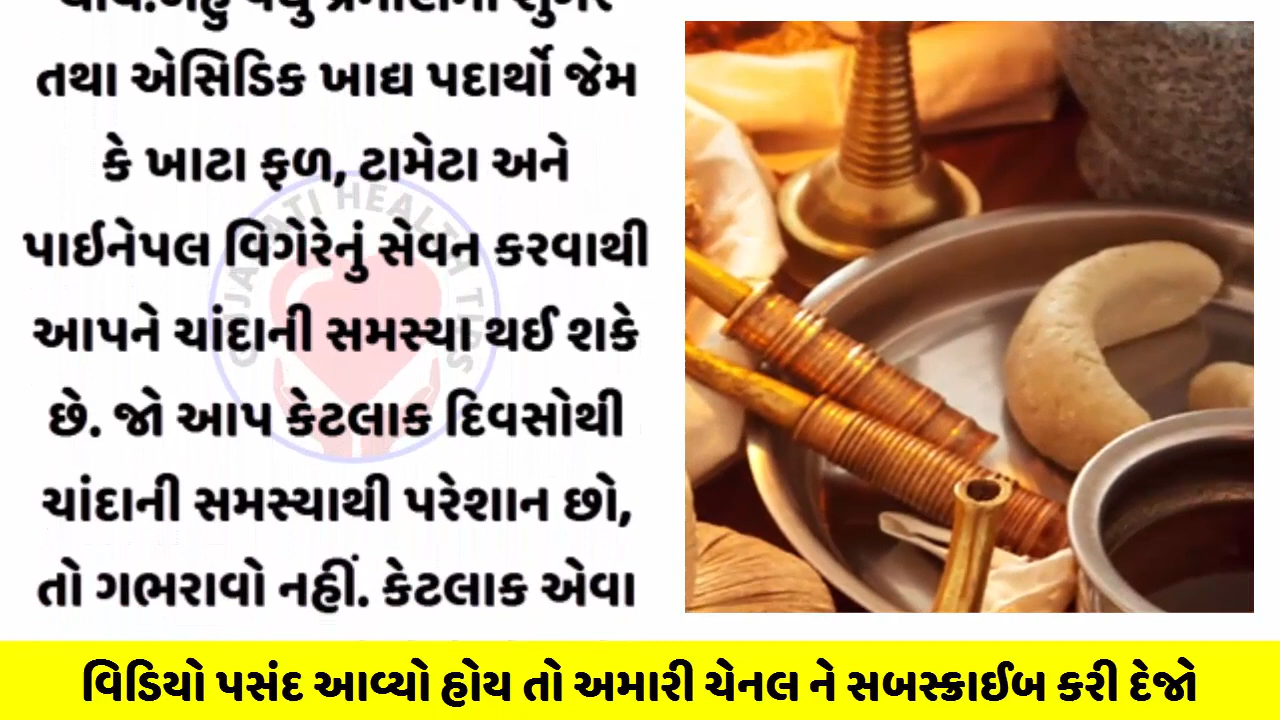 તથા એસિડિક ખાદ્ય પદાર્થો જેમ
કે ખાટા ફળ, ટામેટા અને
પાઇનેપલ વિગેરેનું સેવન કરવાથી
આપને ચાંદાની સમસ્યા થઈ શકે
છે. જો આપ કેટલાક દિવસોથી
ચાંદાની સમસ્યાથી પરેશાન છો,
તો ગભરાવો નહીં. કેટલાક એવા
વિડિયો પસંદ આવ્યો હોય તો અમારી ચેનલ ને સબસ્ક્રાઈબ કરી દેજો